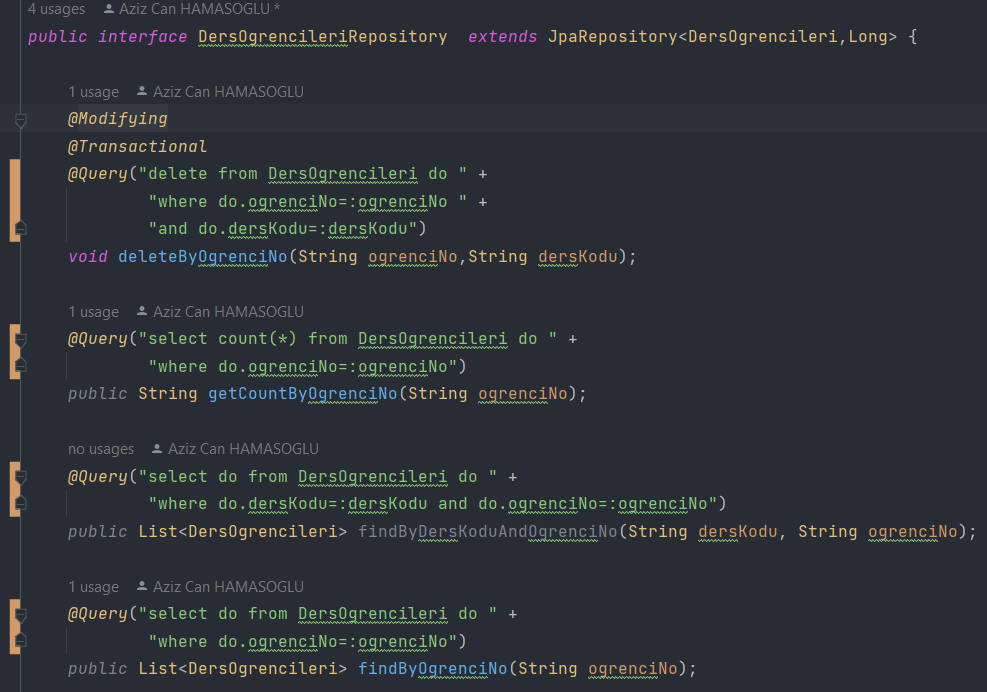 4 usages Aziz Can HAMASOGLU *
public interface DersOgrencileriRepository extends JpaRepository<DersOgrencileri,Long> {
1 usage Aziz Can HAMASOGLU
@Modifying
@Transactional
@Query("delete from DersOgrencileri do " +
"where do.ogrenciNo=:ogrenciNo " +
"and do.dersKodu=:dersKodu")
void deleteByOgrenciNo(String ogrenciNo,String dersKodu);
1 usage Aziz Can HAMASOGLU
@Query("select count(*) from DersOgrencileri do " +
"where do.ogrenciNo=:ogrenciNo")
public String getCountByOgrenciNo(String ogrenciNo);
no usages Aziz Can HAMASOGLU
@Query("select do from DersOgrencileri do " +
"where do.dersKodu=:dersKodu and do.ogrenciNo=:ogrenciNo")
public List<DersOgrencileri> findByDersKoduAndOgrenciNo(String dersKodu, String ogrenciNo);
1 usage Aziz Can HAMASOGLU
@Query("select do from DersOgrencileri do " +
"where do.ogrenciNo=:ogrenciNo")
public List<DersOgrencileri> findByOgrenciNo(String ogrenciNo);